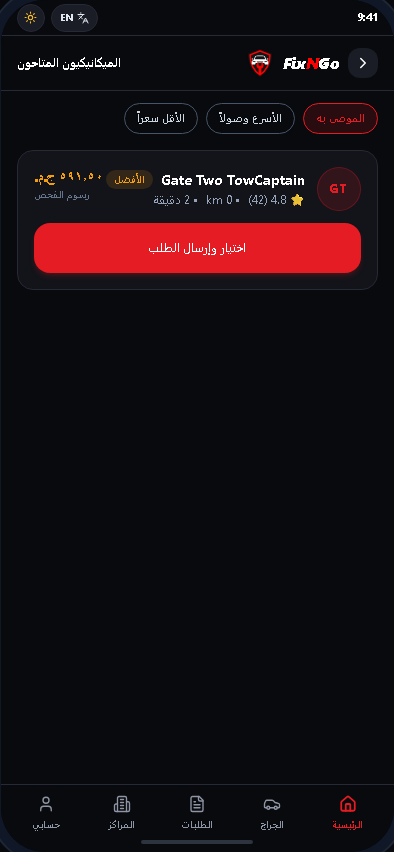 9:41
EN
FixNGo
الميكانيكيون المتاحون
الموصى به
الأسرع وصولاً
الأقل سعراً
GT
Gate Two TowCaptain
الأفضل
٥٩١,٥٠ ج.م.
4.8 (42) • 0 km • 2 دقيقة
رسوم الفحص
اختيار وإرسال الطلب
الرئيسية
الجراج
الطلبات
المراكز
حسابي